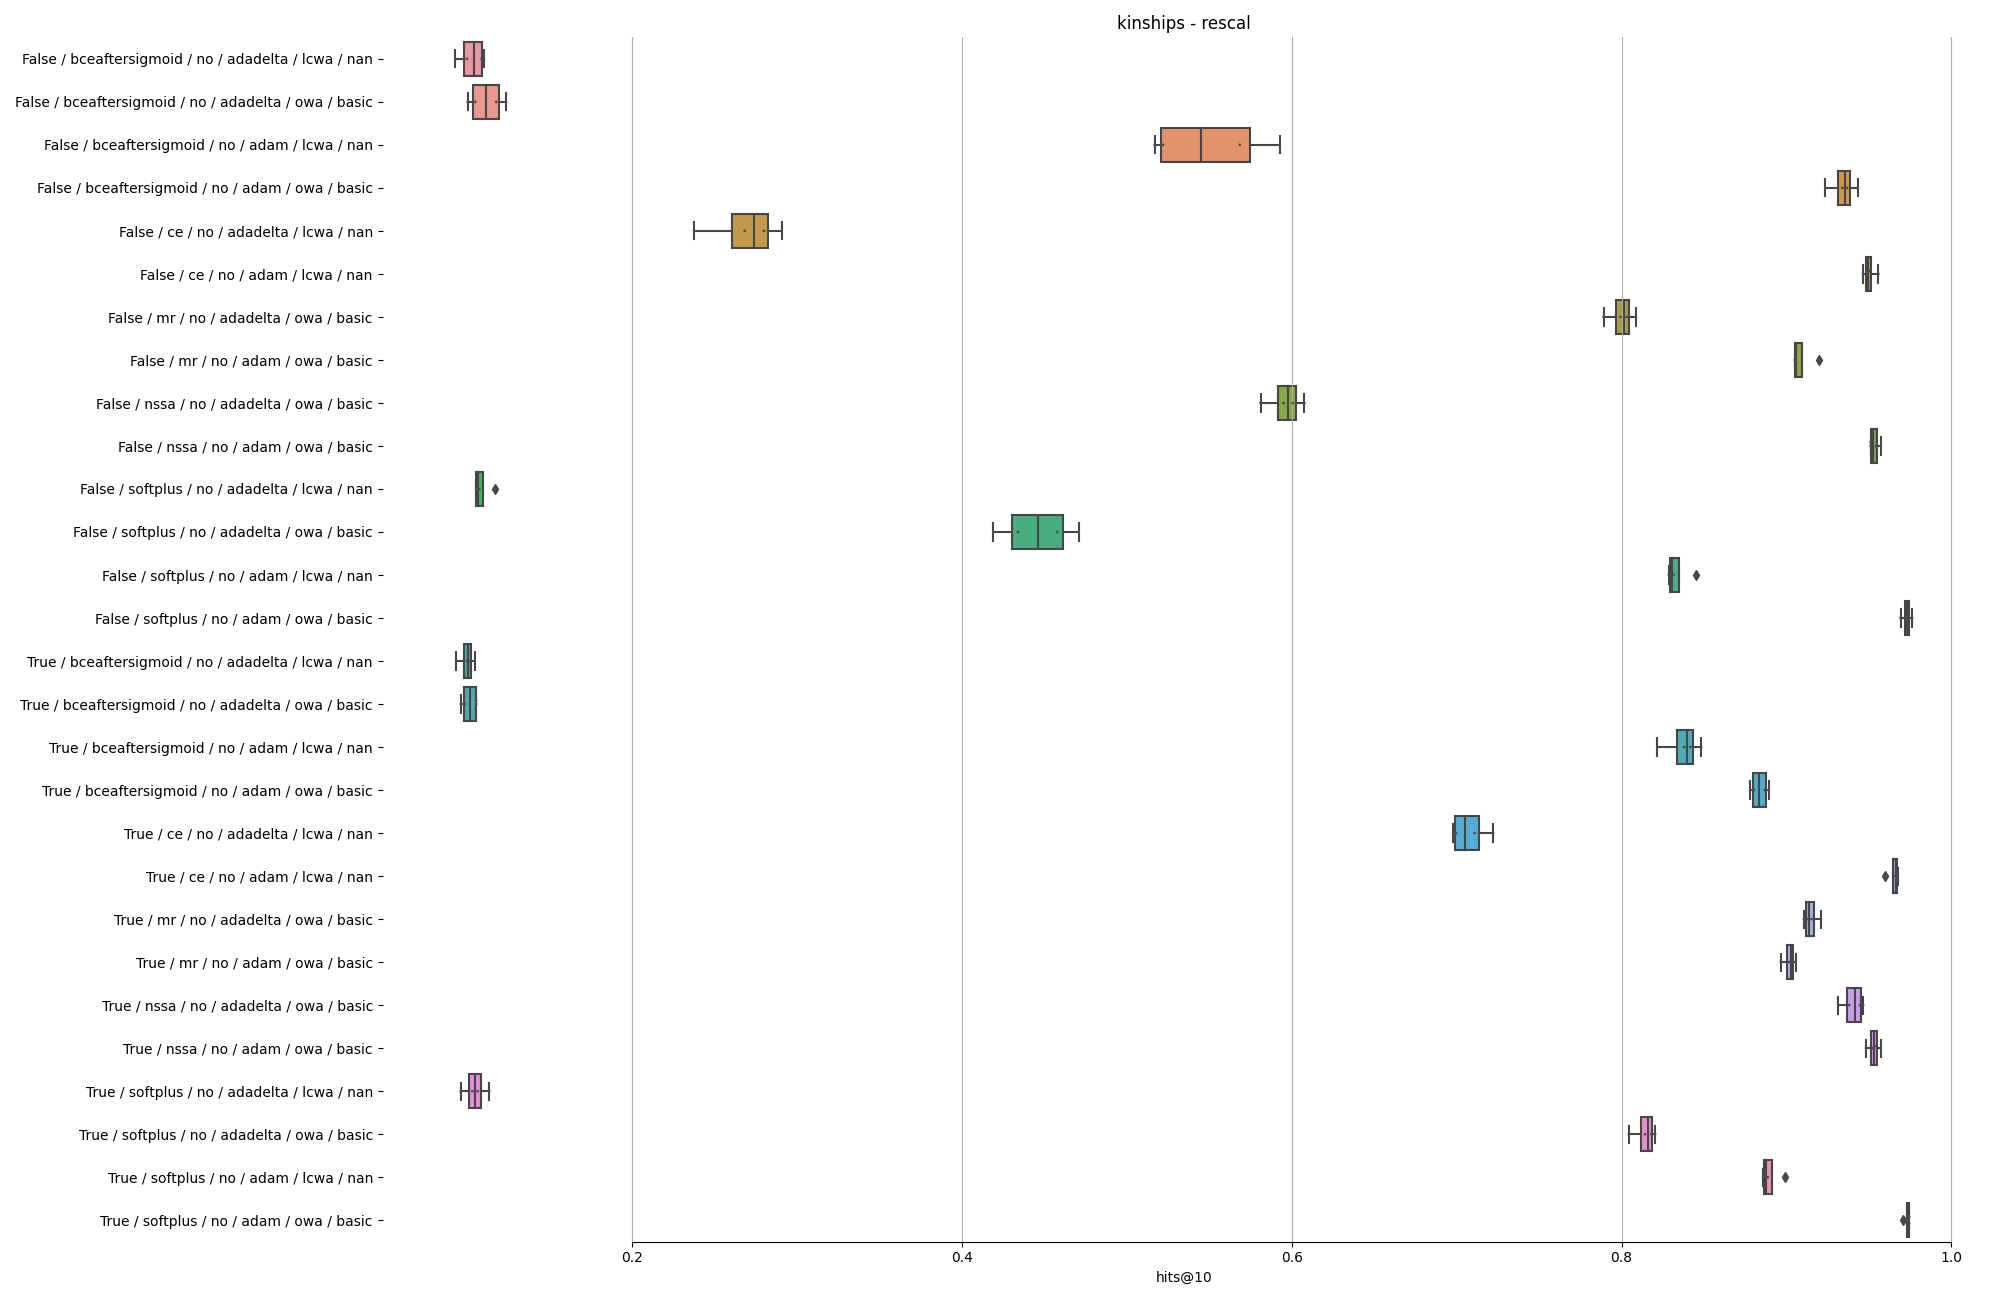 kinships - rescal
False / bceaftersigmoid / no / adadelta / lcwa / nan
False / bceaftersigmoid / no / adadelta / owa / basic
False / bceaftersigmoid / no / adam / lcwa / nan
False / bceaftersigmoid / no / adam / owa / basic
False / ce / no / adadelta / lcwa / nan
False / ce / no / adam / lcwa / nan
False / mr / no / adadelta / owa / basic
False / mr / no / adam / owa / basic
False / nssa / no / adadelta / owa / basic
False / nssa / no / adam / owa / basic
False / softplus / no / adadelta / lcwa / nan
False / softplus / no / adadelta / owa / basic
False / softplus / no / adam / lcwa / nan
False / softplus / no / adam / owa / basic
True / bceaftersigmoid / no / adadelta / lcwa / nan
True / bceaftersigmoid / no / adadelta / owa / basic
True / bceaftersigmoid / no / adam / lcwa / nan
True / bceaftersigmoid / no / adam / owa / basic
True / ce / no / adadelta / lcwa / nan
True / ce / no / adam / lcwa / nan
True / mr / no / adadelta / owa / basic
True / mr / no / adam / owa / basic
True / nssa / no / adadelta / owa / basic
True / nssa / no / adam / owa / basic
True / softplus / no / adadelta / lcwa / nan
True / softplus / no / adadelta / owa / basic
True / softplus / no / adam / lcwa / nan
True / softplus / no / adam / owa / basic
0.2 0.4 0.6 0.8 1.0
hits@10